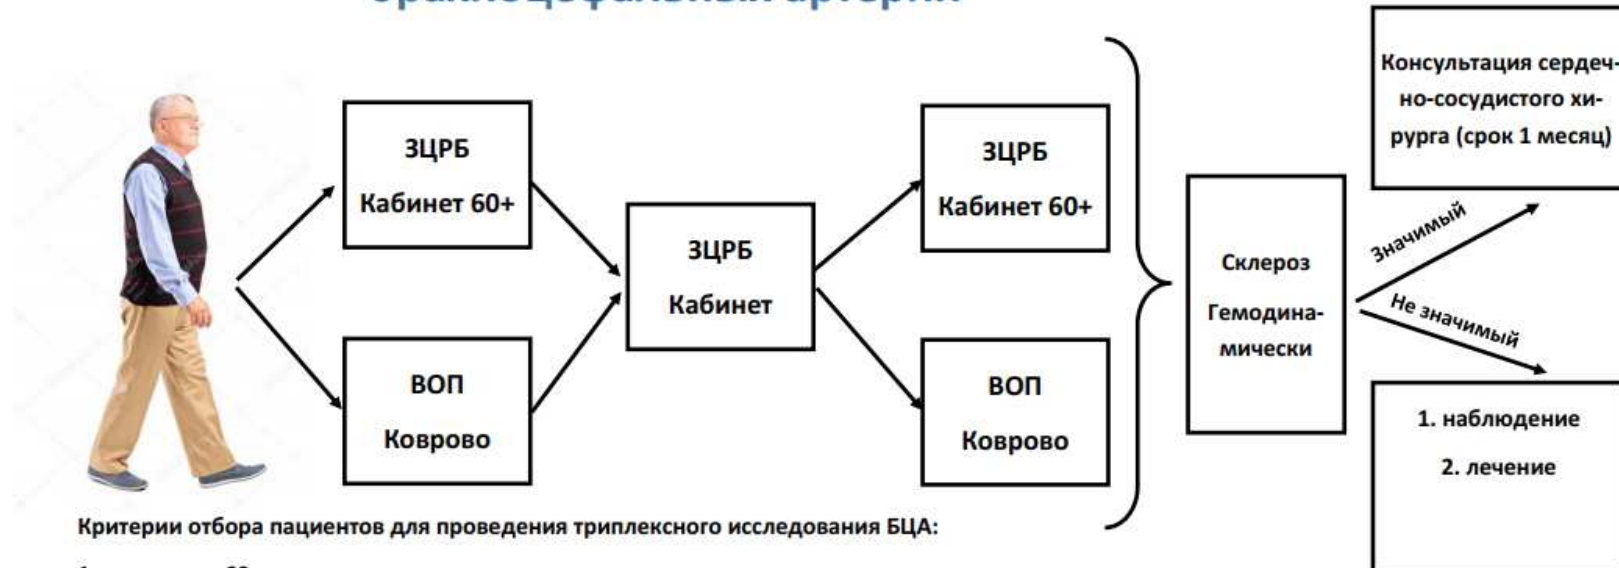 брахиоцефальных артерий
ЗЦРБ
Кабинет 60+
ВОП
Коврово
ЗЦРБ
Кабинет
ЗЦРБ
Кабинет 60+
ВОП
Коврово
Склероз
Гемодина-
мически
Значимый
Не значимый
Консультация сердеч-
но-сосудистого хи-
рурга (срок 1 месяц)
1. наблюдение
2. лечение
Критерии отбора пациентов для проведения триплексного исследования БЦА: